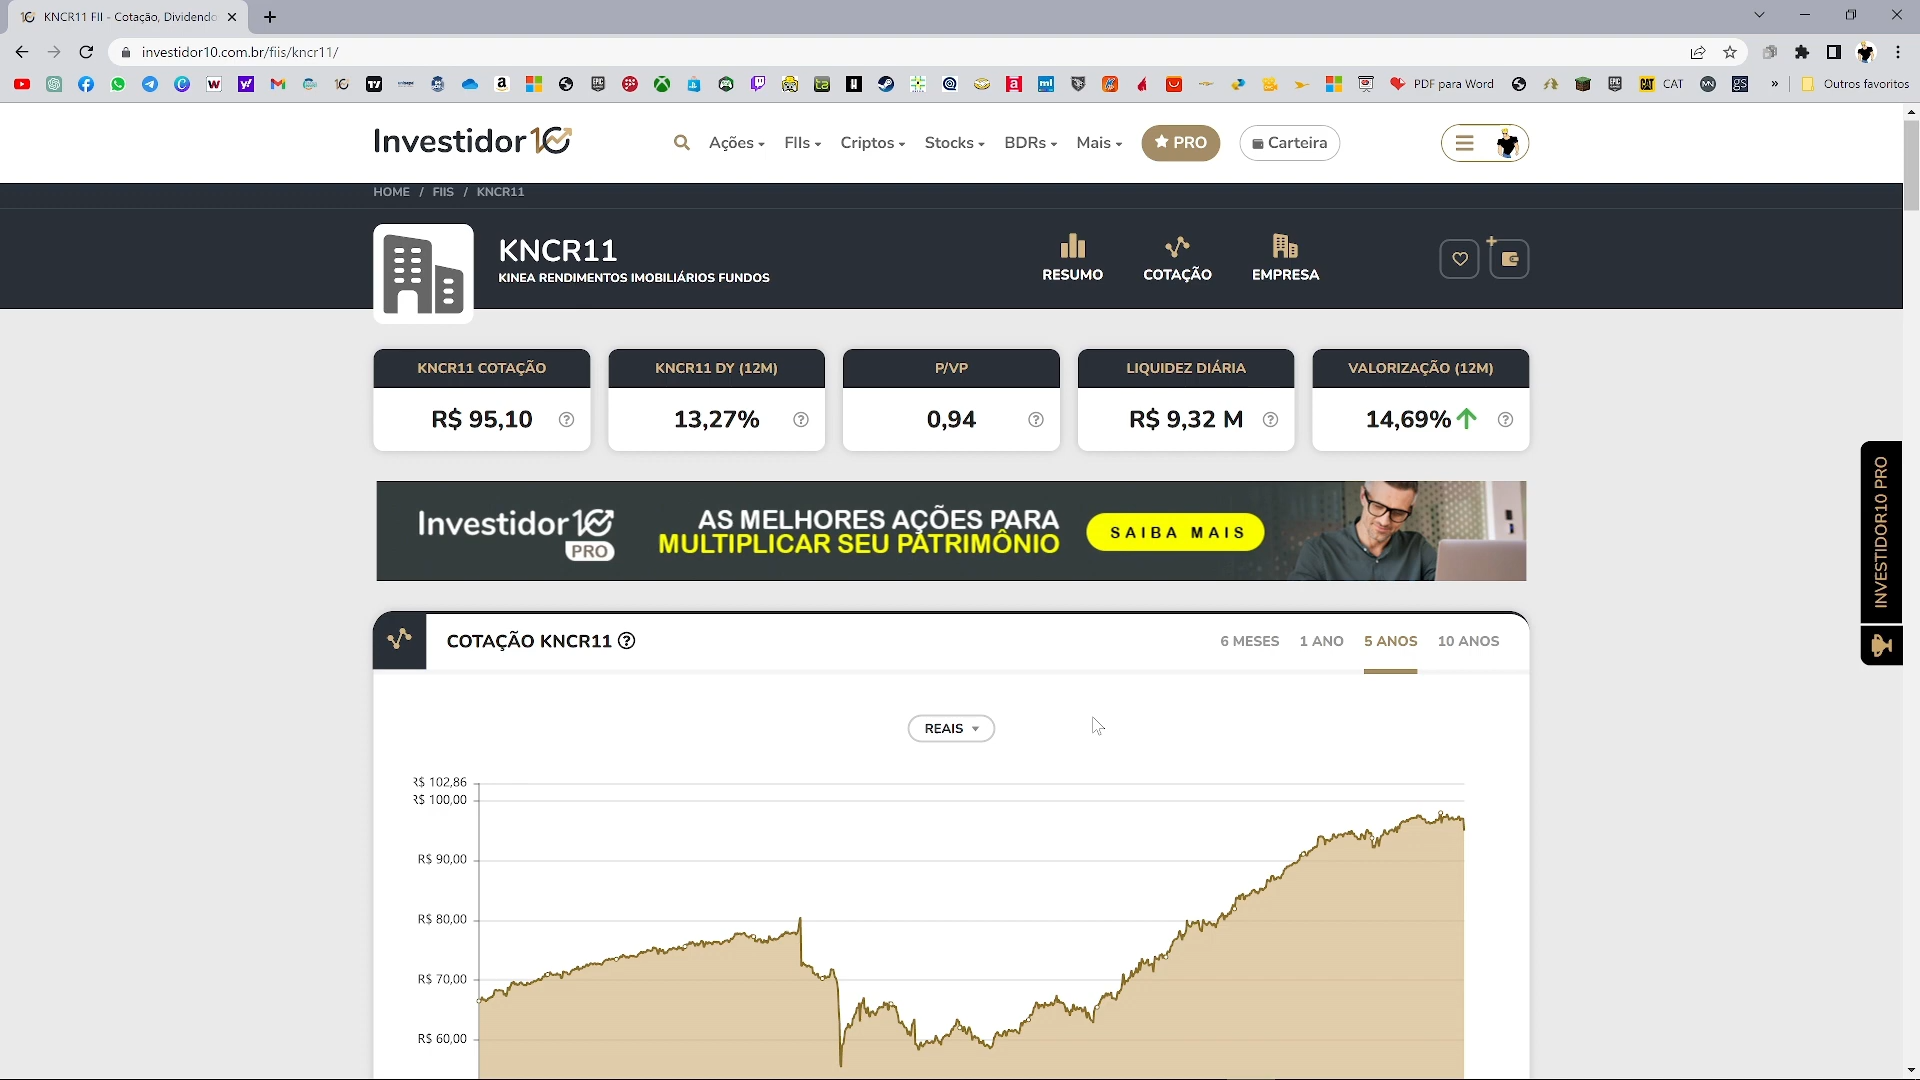 KNCR11 FII - Cotação, Dividendo
investidor10.com.br/fiis/kncr11/
PDF para Word
CAT
Outros favoritos
Investidor10
Ações
FIIs
Criptos
Stocks
BDRs
Mais
PRO
Carteira
HOME / FIIS / KNCR11
KNCR11
KINEA RENDIMENTOS IMOBILIÁRIOS FUNDOS
RESUMO
COTAÇÃO
EMPRESA
KNCR11 COTAÇÃO
R$ 95,10
KNCR11 DY (12M)
13,27%
P/VP
0,94
LIQUIDEZ DIÁRIA
R$ 9,32 M
VALORIZAÇÃO (12M)
14,69%
Investidor10
PRO
AS MELHORES AÇÕES PARA
MULTIPLICAR SEU PATRIMÔNIO
SAIBA MAIS
INVESTIDOR10 PRO
COTAÇÃO KNCR11
6 MESES
1 ANO
5 ANOS
10 ANOS
REAIS
R$ 102,86
R$ 100,00
R$ 90,00
R$ 80,00
R$ 70,00
R$ 60,00